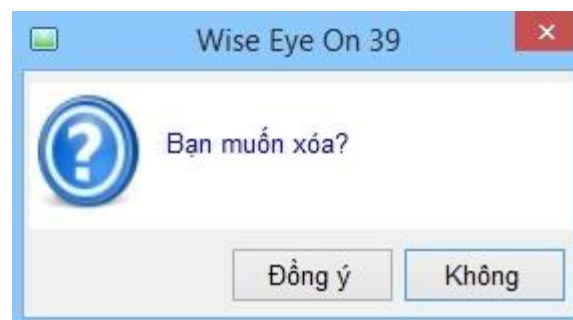 Wise Eye On 39
Bạn muốn xóa?
Đồng ý
Không